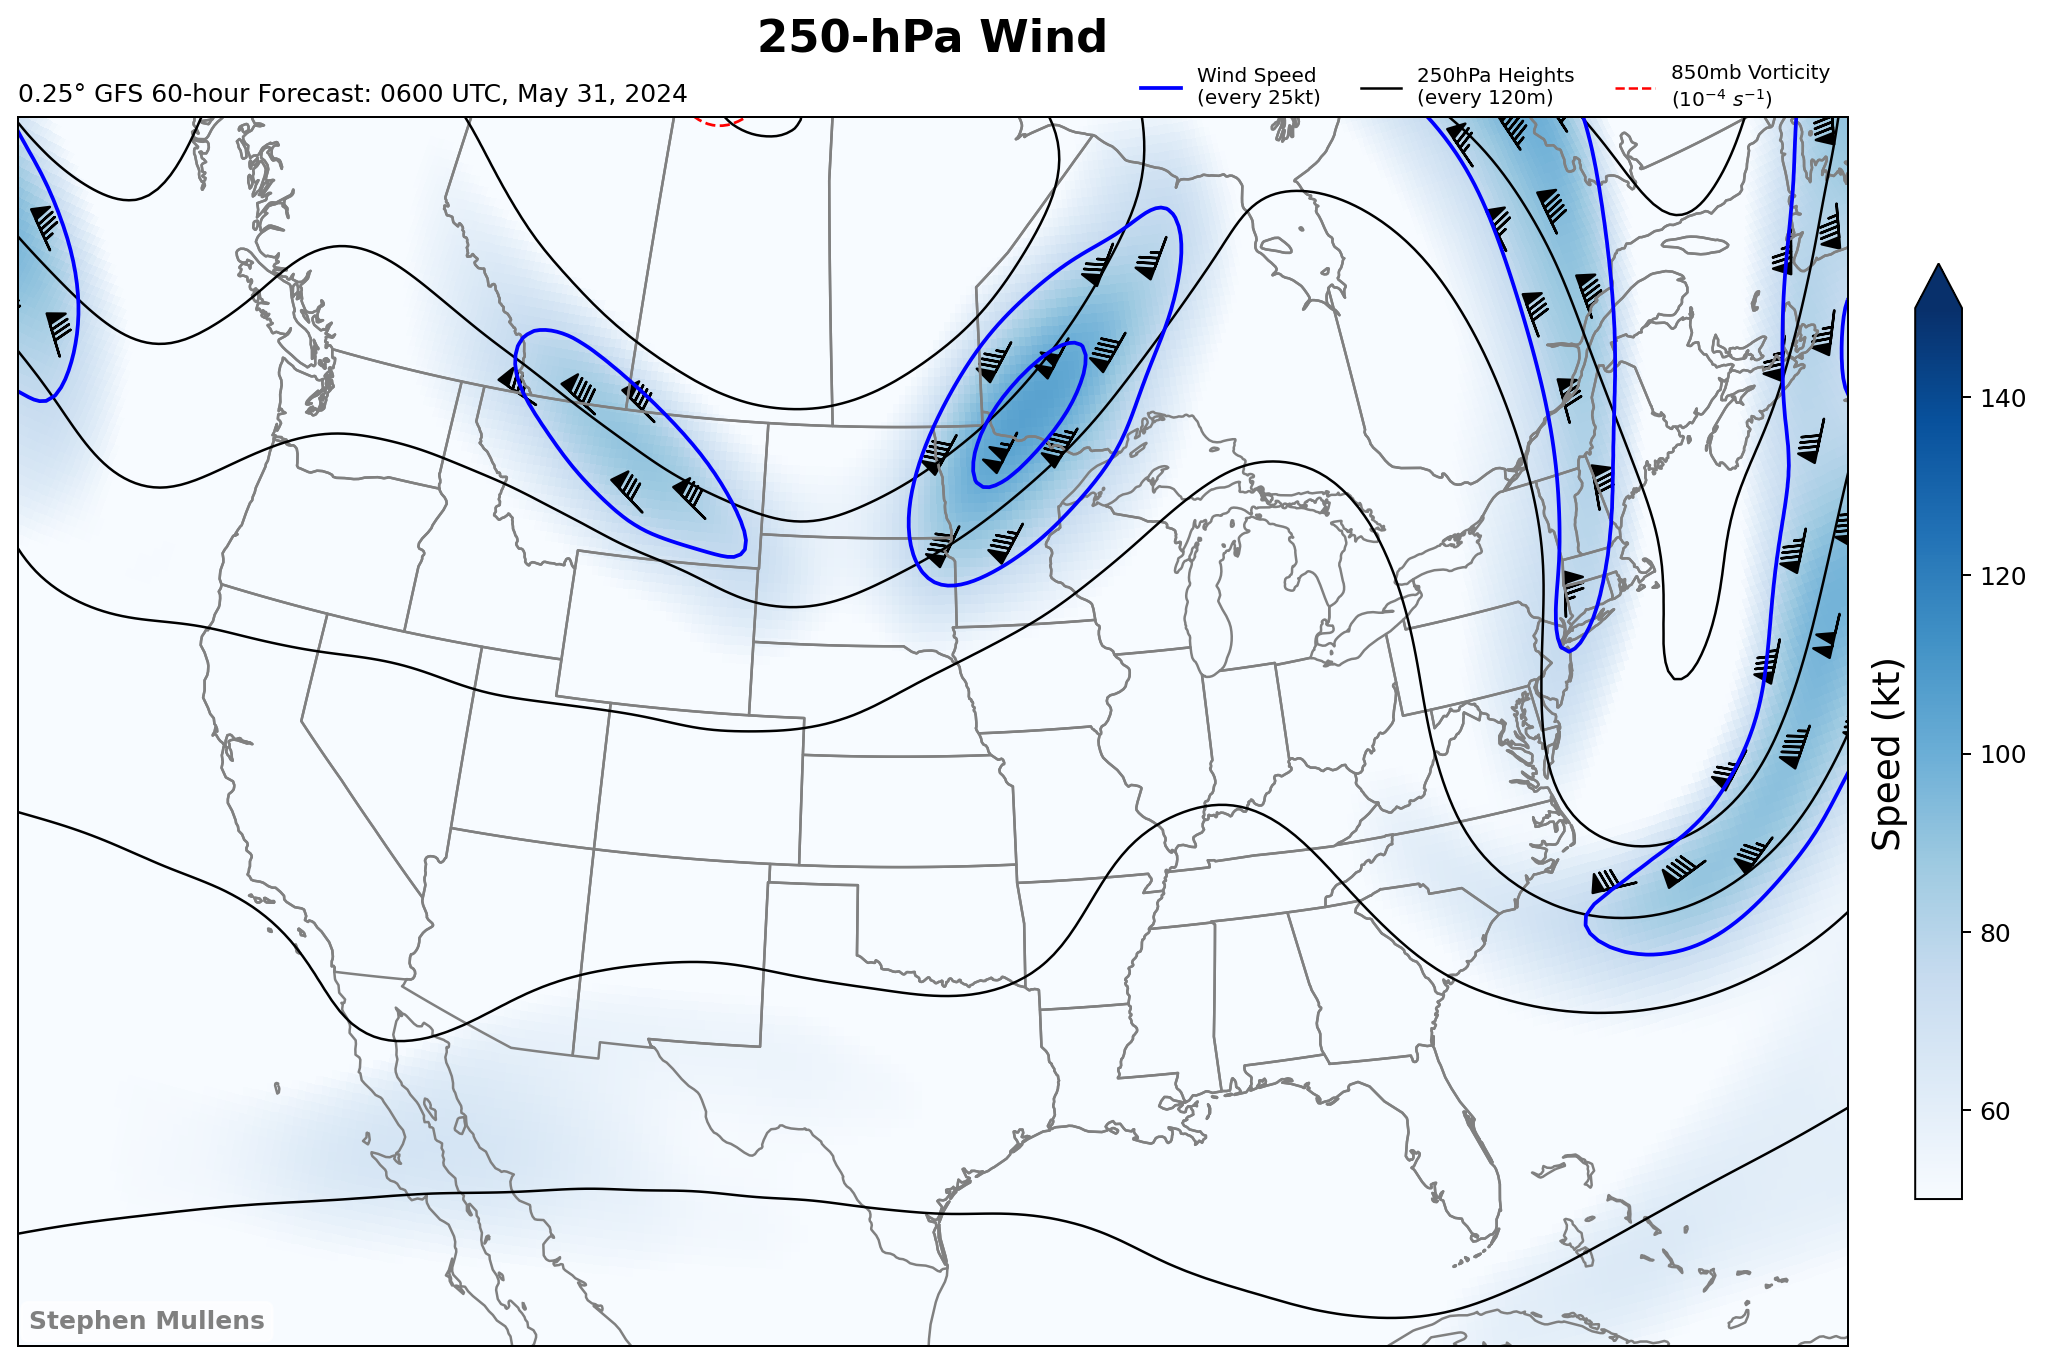 250-hPa Wind
0.25° GFS 60-hour Forecast: 0600 UTC, May 31, 2024
Wind Speed
(every 25kt)
250hPa Heights
(every 120m)
850mb Vorticity
(10⁻⁴ s⁻¹)
140
120
100
80
60
Speed (kt)
Stephen Mullens